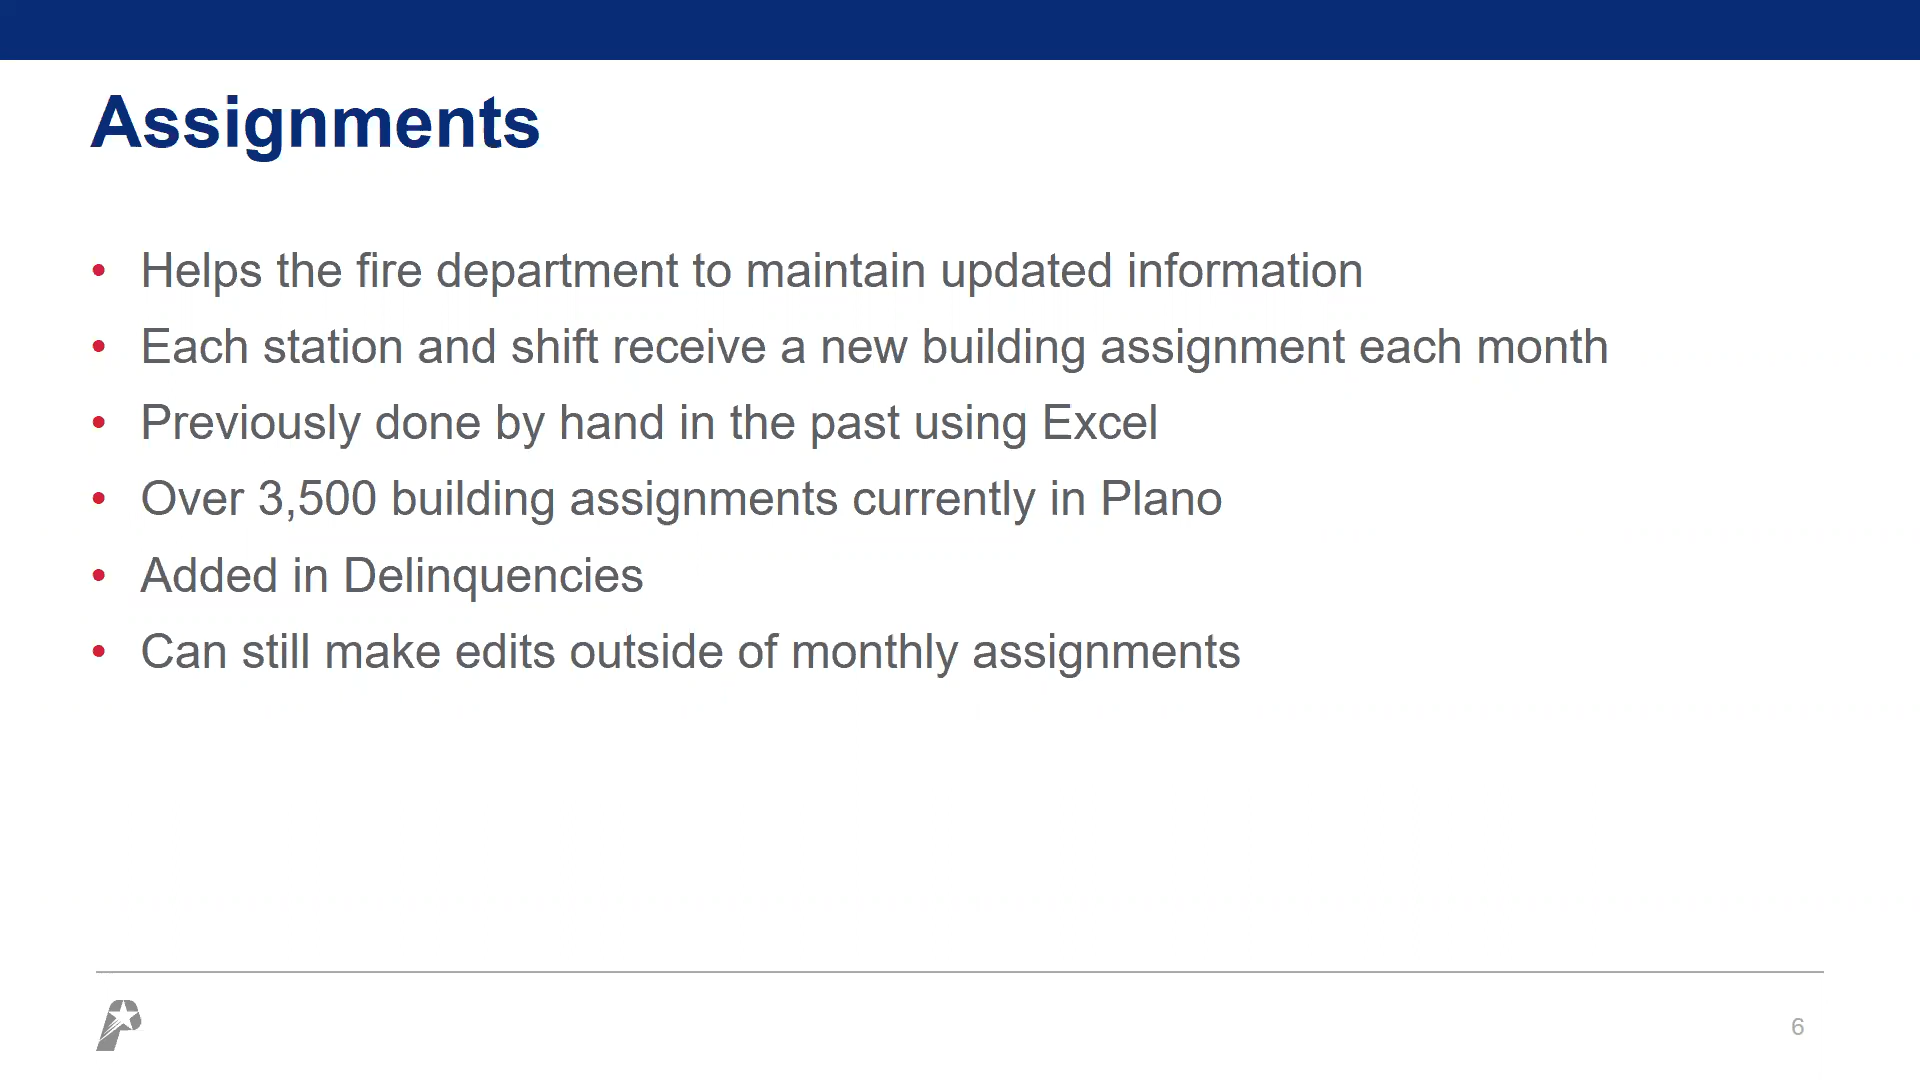 Assignments
• Helps the fire department to maintain updated information
• Each station and shift receive a new building assignment each month
• Previously done by hand in the past using Excel
• Over 3,500 building assignments currently in Plano
• Added in Delinquencies
• Can still make edits outside of monthly assignments
6